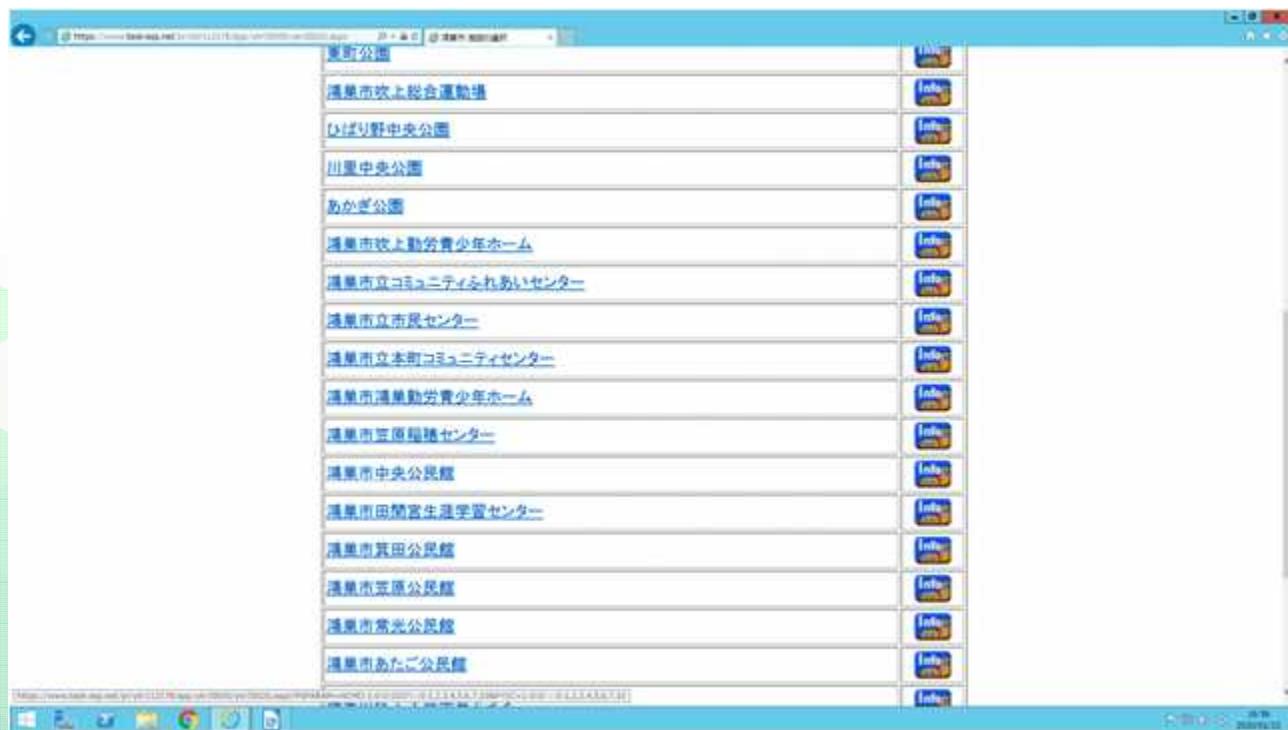 東町公園
鴻巣市吹上総合運動場
ひばり野中央公園
川里中央公園
あかぎ公園
鴻巣市吹上勤労青少年ホーム
鴻巣市立コミュニティふれあいセンター
鴻巣市立市民センター
鴻巣市立本町コミュニティセンター
鴻巣市鴻巣勤労青少年ホーム
鴻巣市笠原稲穂センター
鴻巣市中央公民館
鴻巣市田間宮生涯学習センター
鴻巣市箕田公民館
鴻巣市笠原公民館
鴻巣市常光公民館
鴻巣市あたご公民館